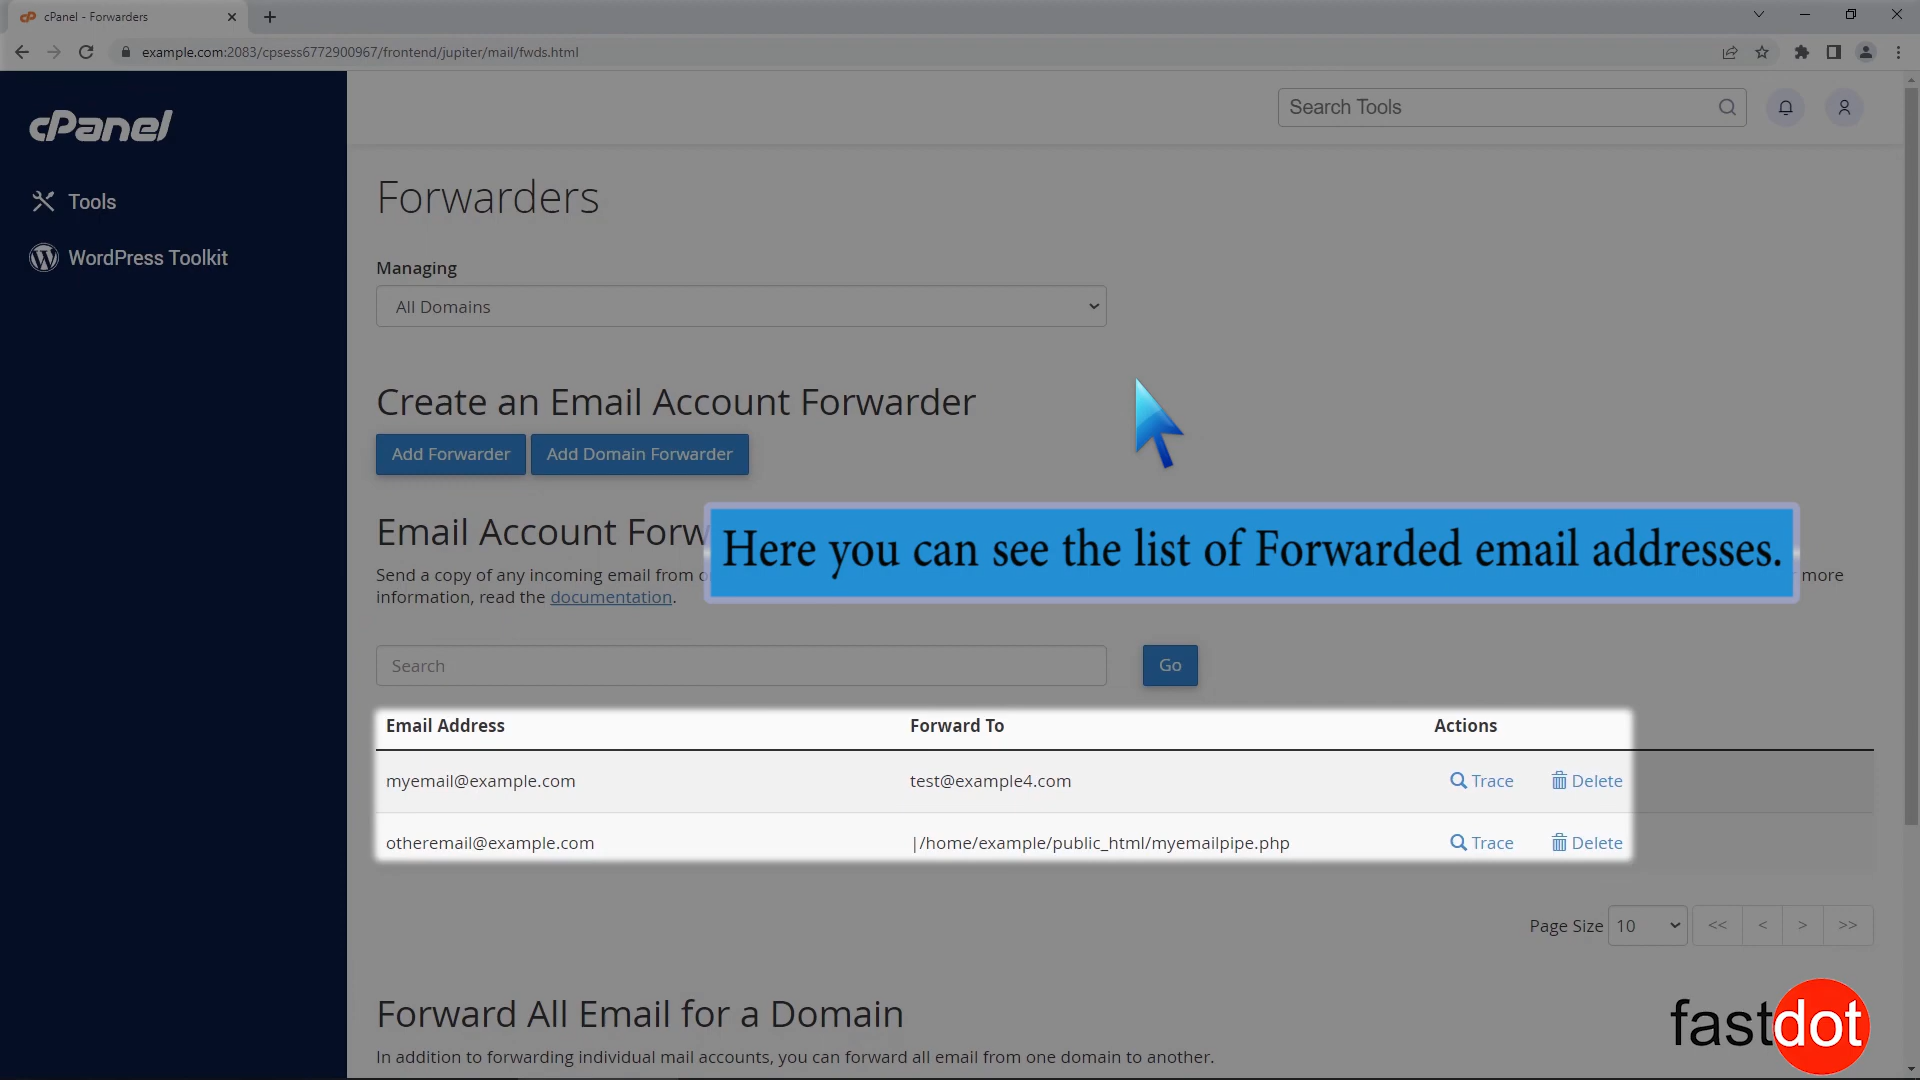 cPanel - Forwarders
example.com:2083/cpsess6772900967/frontend/jupiter/mail/fwds.html
cPanel
Search Tools
Tools
WordPress Toolkit
Forwarders
Managing
All Domains
Create an Email Account Forwarder
Add Forwarder
Add Domain Forwarder
Email Account Forw
Here you can see the list of Forwarded email addresses.
Send a copy of any incoming email from o
more
information, read the documentation.
Search
Go
Email Address Forward To Actions
myemail@example.com test@example4.com Trace Delete
otheremail@example.com |/home/example/public_html/myemailpipe.php Trace Delete
Page Size 10 << < > >>
Forward All Email for a Domain
In addition to forwarding individual mail accounts, you can forward all email from one domain to another.
fastdot